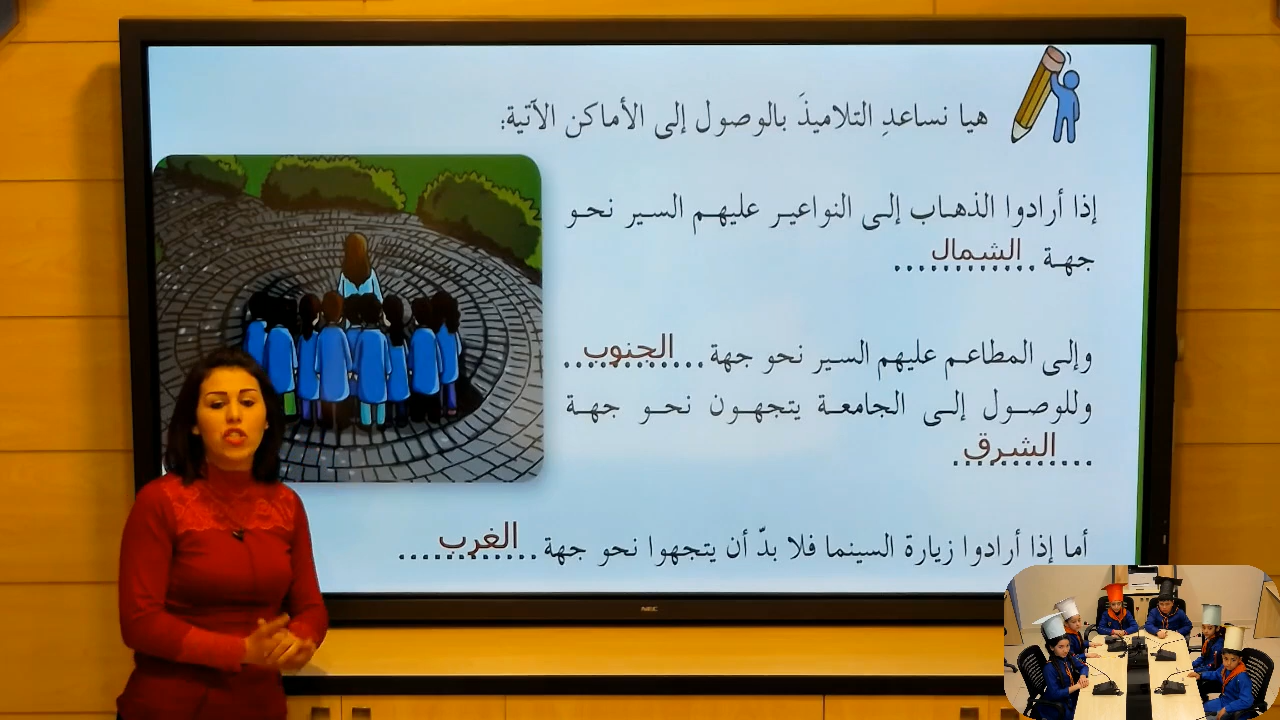 هيا نساعدِ التلاميذَ بالوصول إلى الأماكن الآتية:
إذا أرادوا الذهاب إلى النواعير عليهم السير نحو
جهة الشمال
وإلى المطاعم عليهم السير نحو جهة الجنوب
وللوصول إلى الجامعة يتجهون نحو جهة
الشرق
أما إذا أرادوا زيارة السينما فلا بدّ أن يتجهوا نحو جهة الغرب
NEC